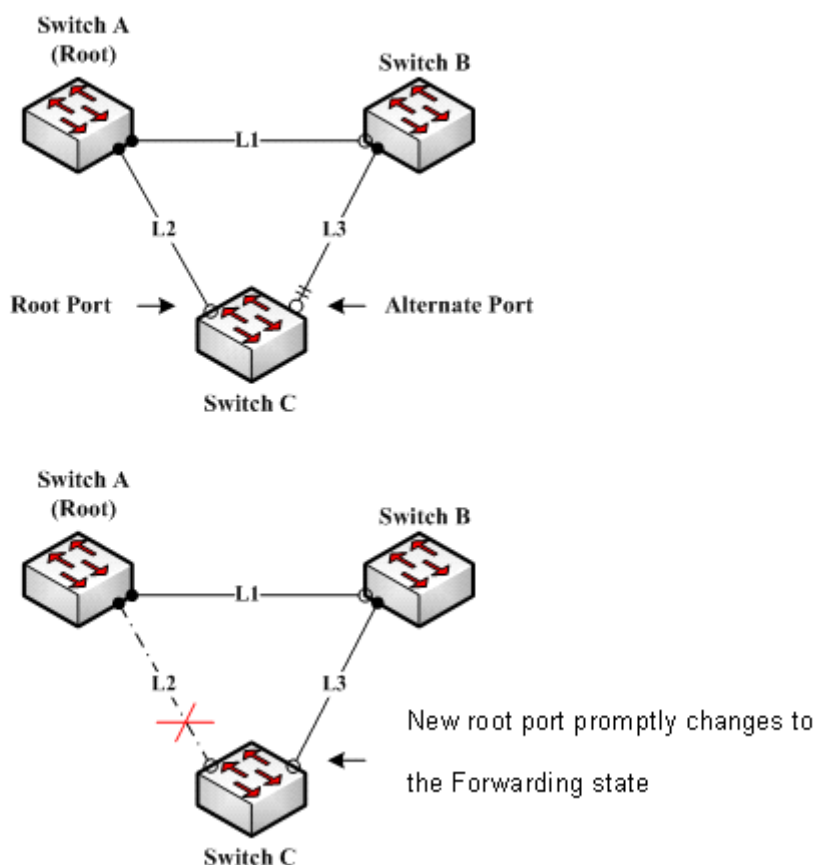 Switch A
(Root)
Switch B
L1
L2
L3
Root Port
Alternate Port
Switch C
Switch A
(Root)
Switch B
L1
L2
L3
New root port promptly changes to
the Forwarding state
Switch C